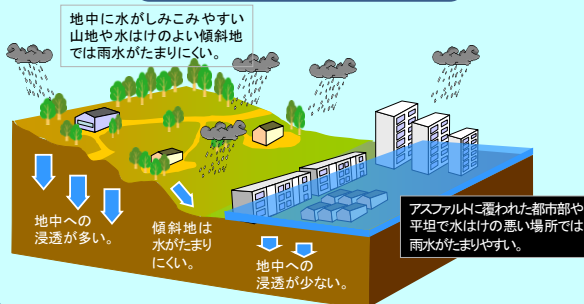 地中に水がしみこみやすい
山地や水はけのよい傾斜地
では雨水がたまりにくい。
地中への
浸透が多い。
傾斜地は
水がたまり
にくい。
地中への
浸透が少ない。
アスファルトに覆われた都市部や
平坦で水はけの悪い場所では
雨水がたまりやすい。